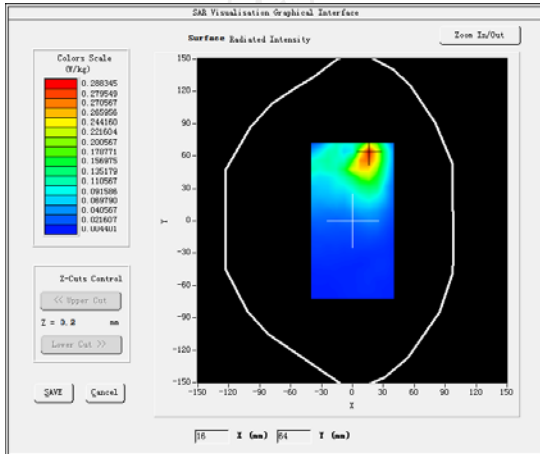 SAR Visualisation Graphical Interface
Surface Radiated Intensity
Zoom In/Out
Colors Scale
(W/kg)
0.288345
0.279549
0.270567
0.265956
0.244160
0.221604
0.200567
0.178771
0.156975
0.135179
0.110567
0.091586
0.069790
0.040567
0.021607
0.004401
Z-Cuts Control
<< Upper Cut
Z = 3.2 mm
Lower Cut >>
SAVE
Cancel
150
120
90
60
30
0
-30
-60
-90
-120
-150
Y
-150 -120 -90 -60 -30 0 30 60 90 120 150
X
16 X (mm) 64 Y (mm)